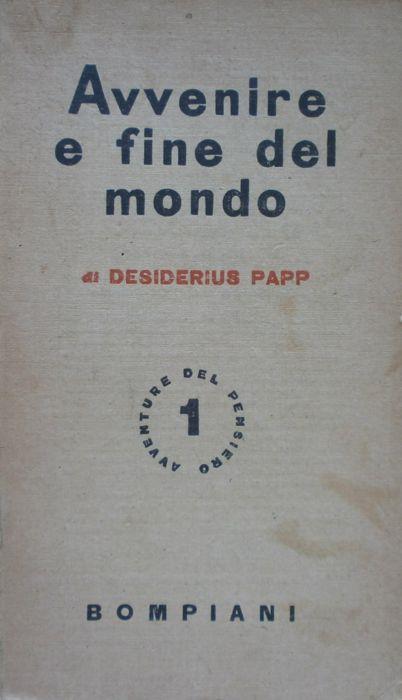 Avvenire
e fine del
mondo
di DESIDERIUS PAPP
AVVENTURE DEL PENSIERO
1
BOMPIANI